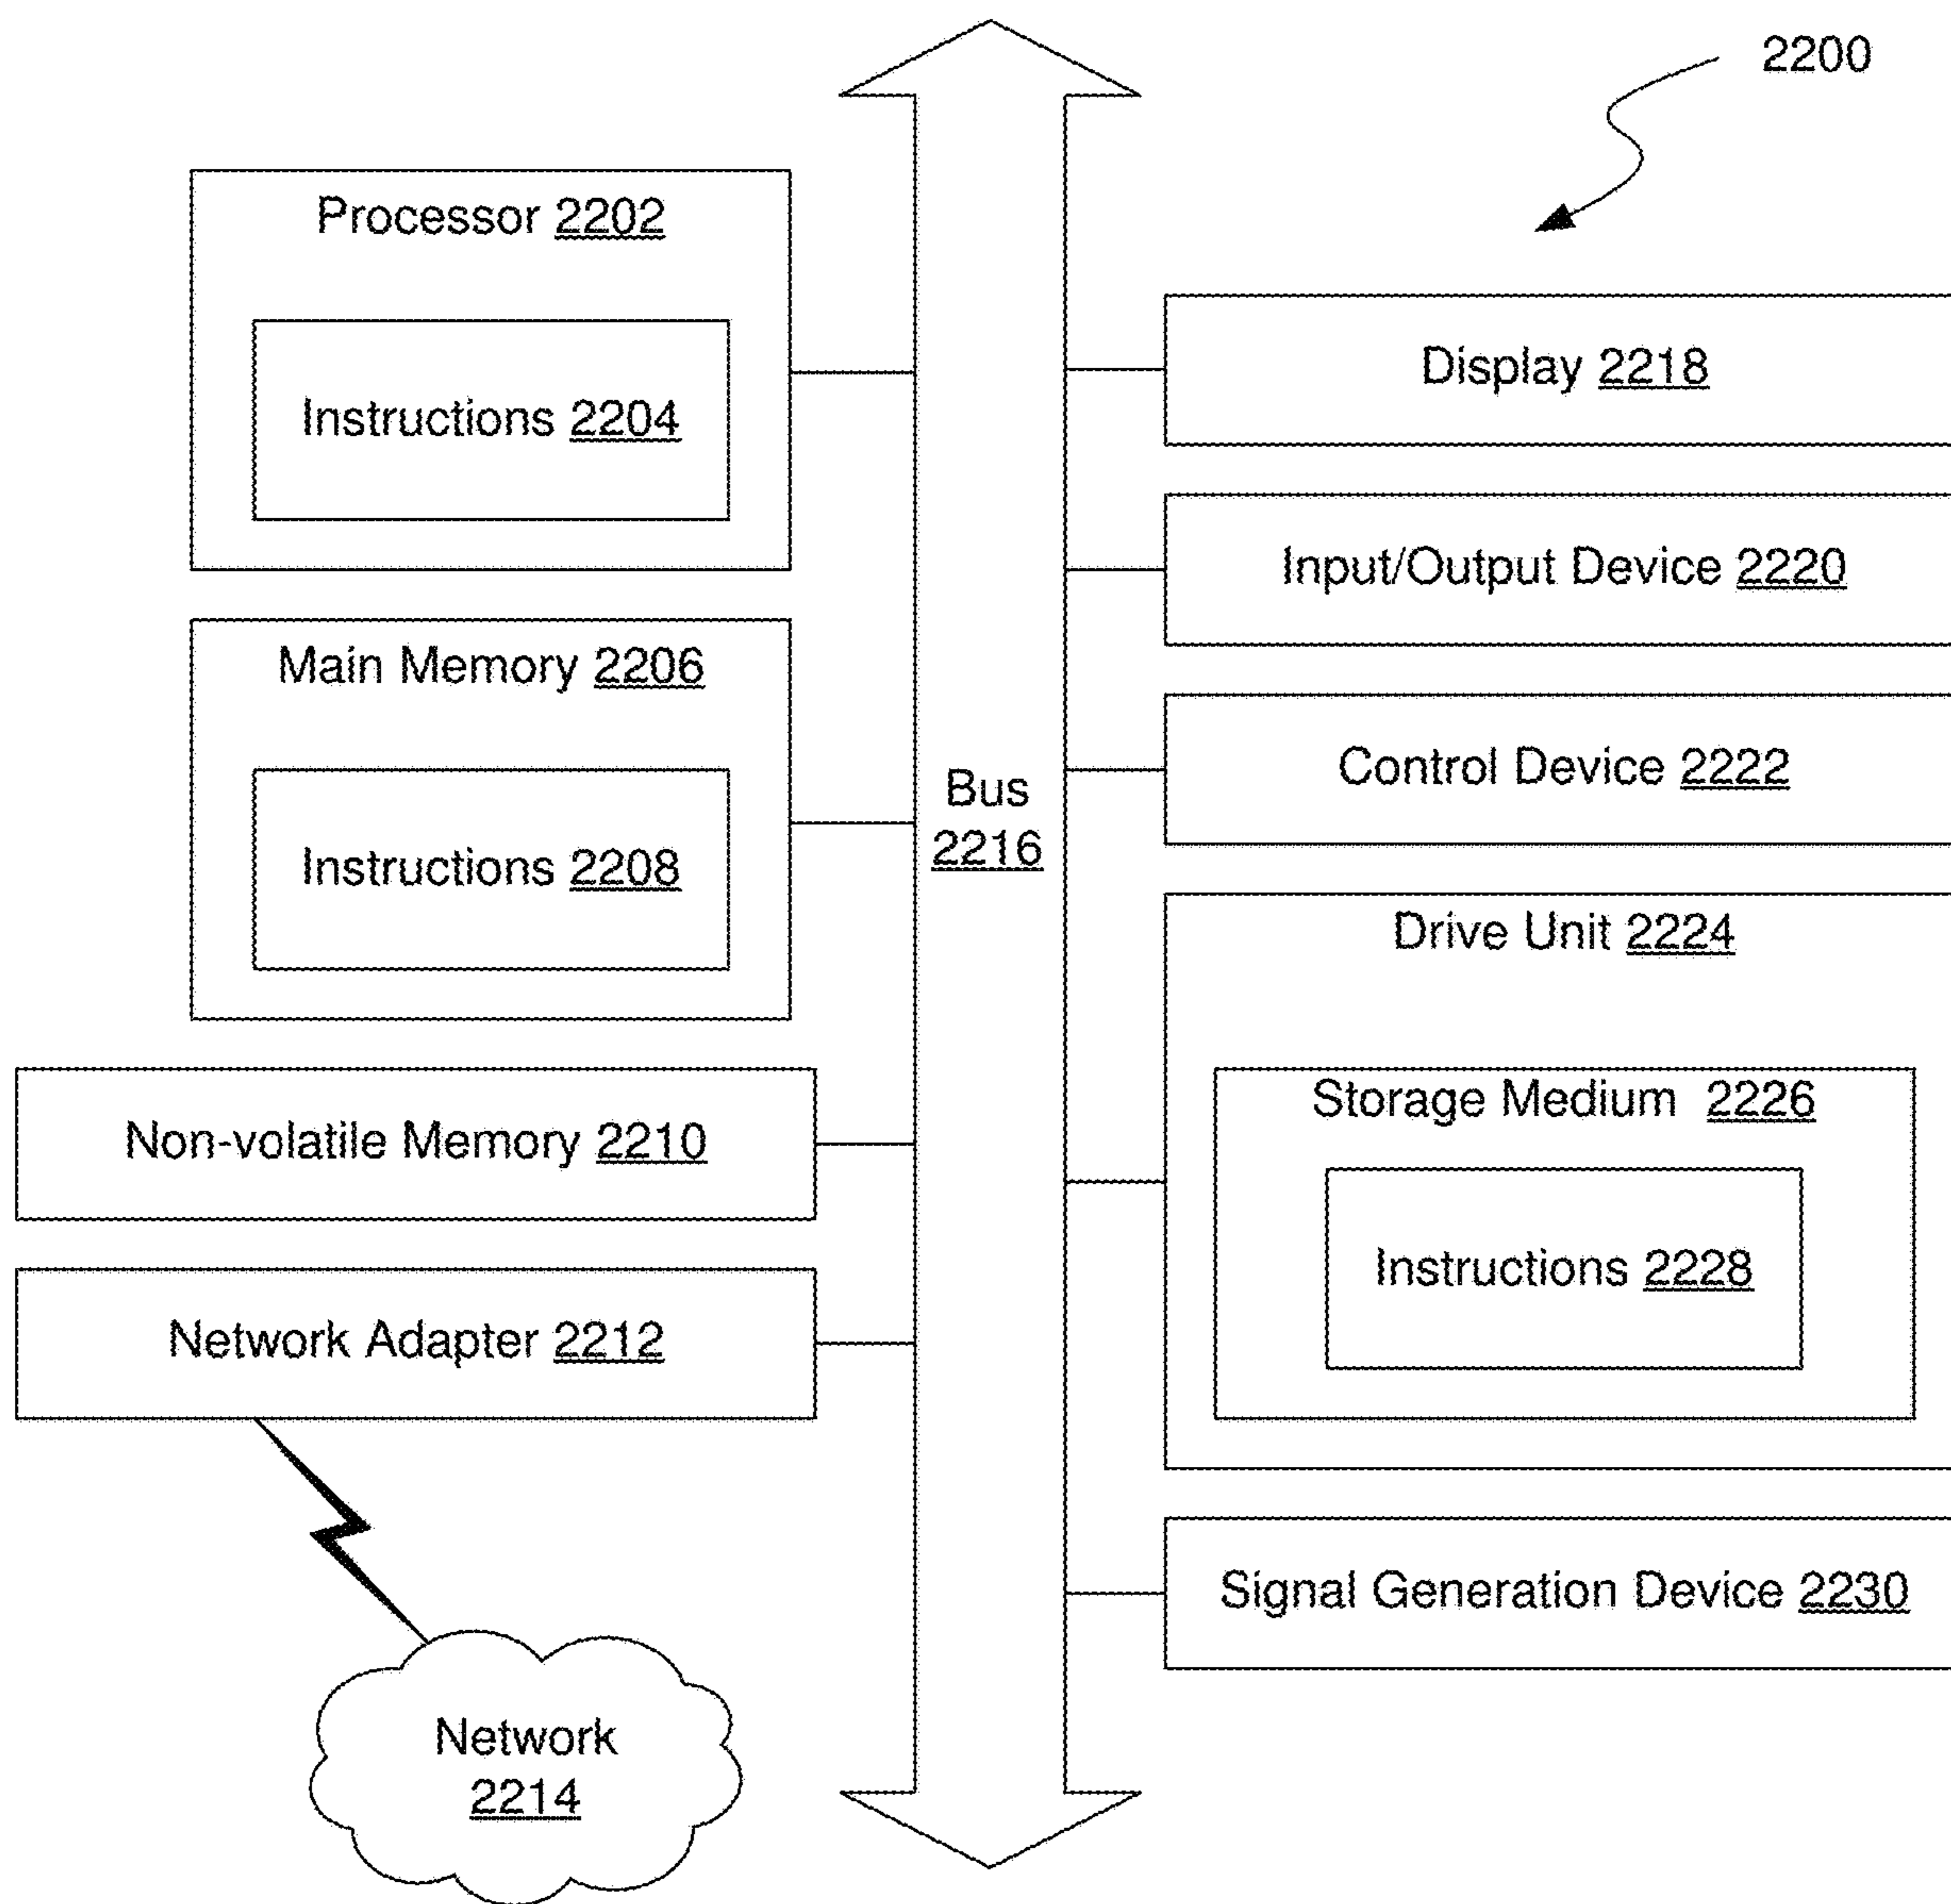 2200
Processor 2202
Instructions 2204
Main Memory 2206
Instructions 2208
Non-volatile Memory 2210
Network Adapter 2212
Network
2214
Bus
2216
Display 2218
Input/Output Device 2220
Control Device 2222
Drive Unit 2224
Storage Medium 2226
Instructions 2228
Signal Generation Device 2230